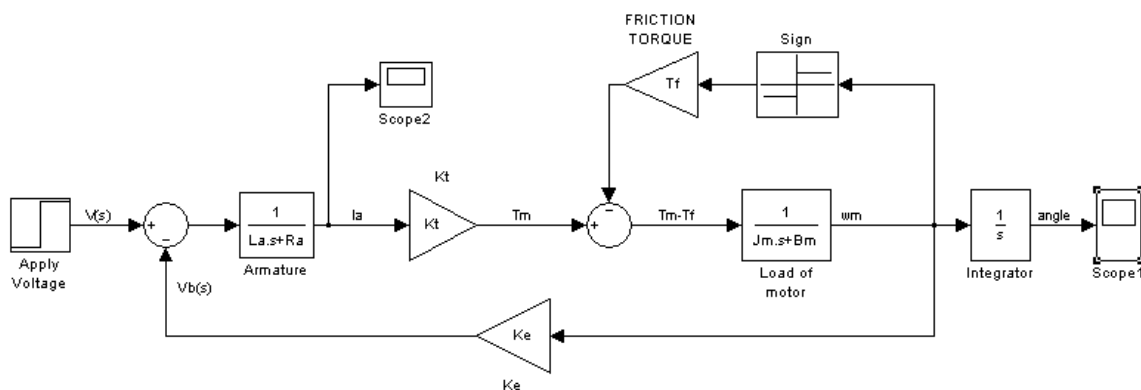 FRICTION
TORQUE
Sign
Tf
Scope2
Kt
V(s)
+
−
1
La.s+Ra
Armature
Ia
Kt
Tm
+
−
Tm-Tf
1
Jm.s+Bm
Load of
motor
wm
1
s
Integrator
angle
Scope1
Apply
Voltage
Vb(s)
Ke
Ke